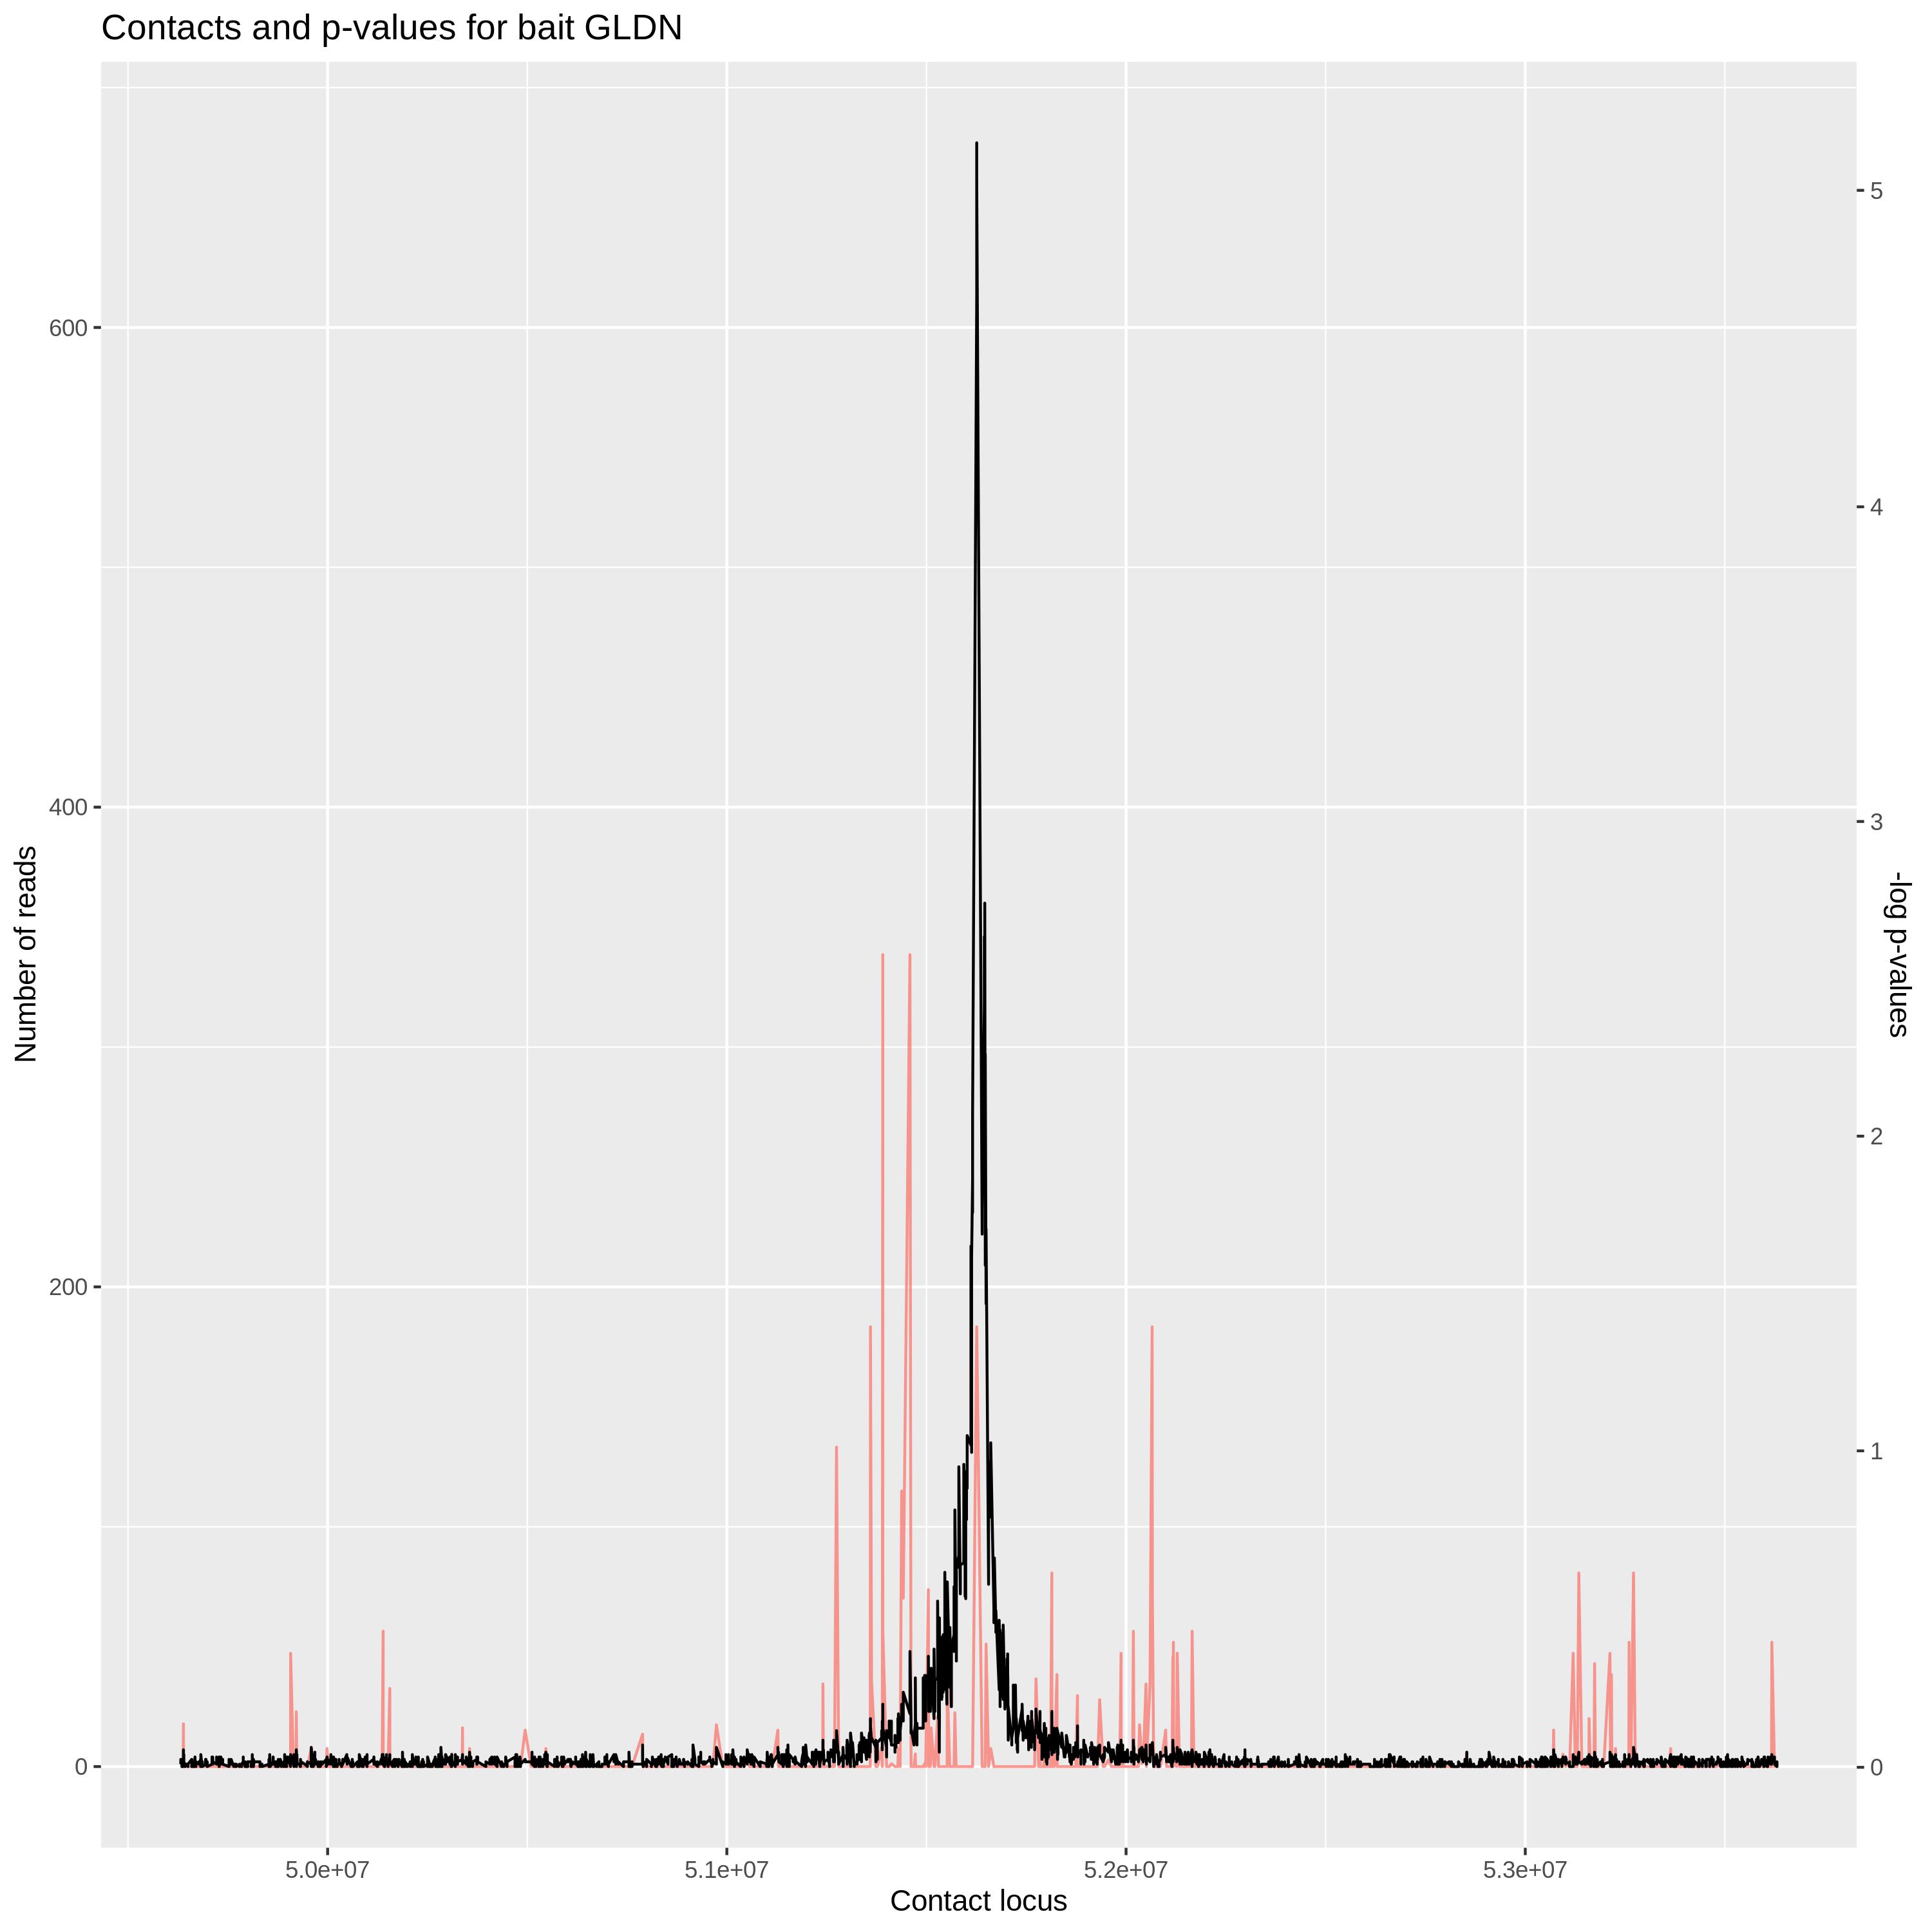 Contacts and p-values for bait GLDN
Number of reads
600
400
200
0
5
4
3
2
1
0
-log p-values
5.0e+07
5.1e+07
5.2e+07
5.3e+07
Contact locus